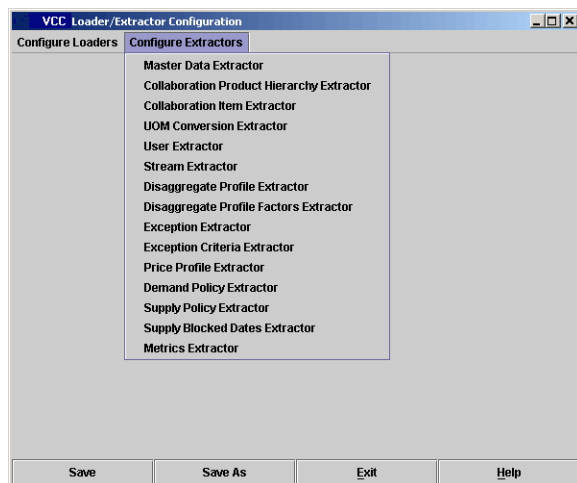 VCC Loader/Extractor Configuration
Configure Loaders Configure Extractors
Master Data Extractor
Collaboration Product Hierarchy Extractor
Collaboration Item Extractor
UOM Conversion Extractor
User Extractor
Stream Extractor
Disaggregate Profile Extractor
Disaggregate Profile Factors Extractor
Exception Extractor
Exception Criteria Extractor
Price Profile Extractor
Demand Policy Extractor
Supply Policy Extractor
Supply Blocked Dates Extractor
Metrics Extractor
Save Save As Exit Help